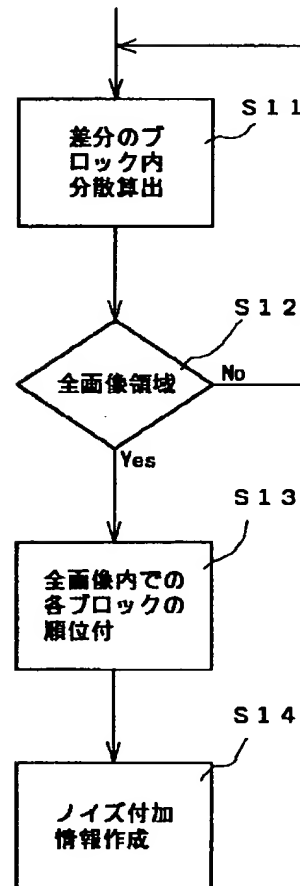 S11
差分のブ
ロック内
分散算出
S12
全画像領域
No
Yes
S13
全画像内での
各ブロックの
順位付
S14
ノイズ付加
情報作成